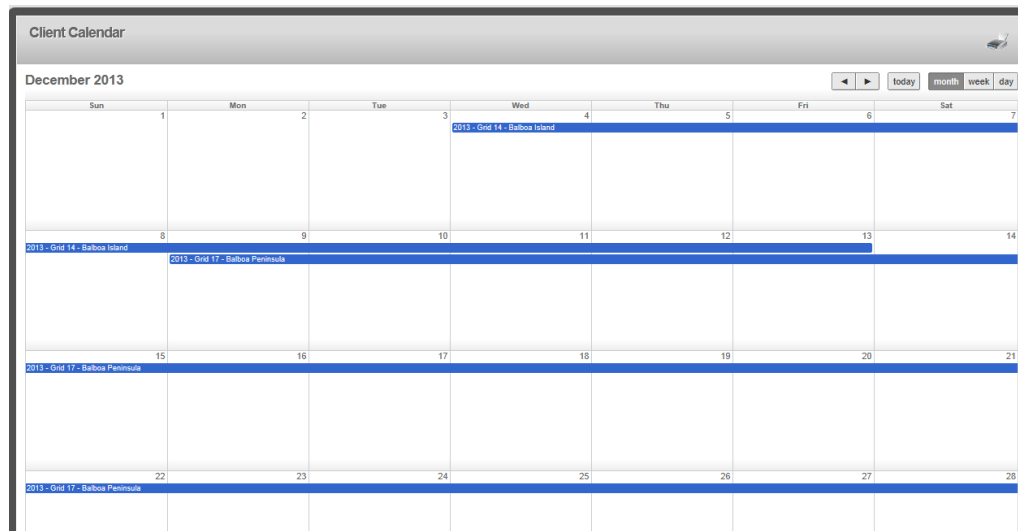 Client Calendar
December 2013
◄ ► today month week day
Sun Mon Tue Wed Thu Fri Sat
1 2 3 4 5 6 7
2013 - Grid 14 - Balboa Island
8 9 10 11 12 13 14
2013 - Grid 14 - Balboa Island
2013 - Grid 17 - Balboa Peninsula
15 16 17 18 19 20 21
2013 - Grid 17 - Balboa Peninsula
22 23 24 25 26 27 28
2013 - Grid 17 - Balboa Peninsula